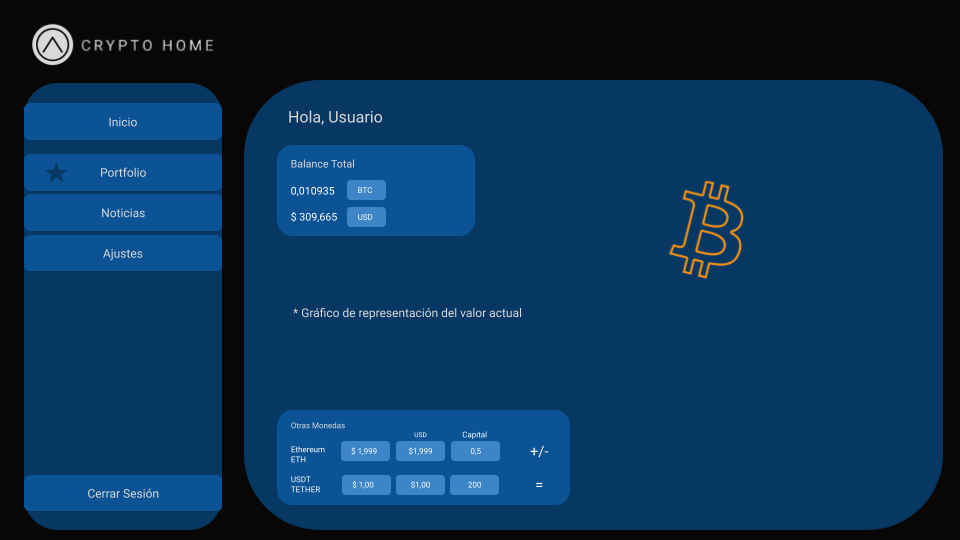 CRYPTO HOME
Inicio
Portfolio
Noticias
Ajustes
Cerrar Sesión
Hola, Usuario
Balance Total
0,010935 BTC
$ 309,665 USD
* Gráfico de representación del valor actual
Otras Monedas
USD Capital
Ethereum
ETH $ 1,999 $1,999 0,5 +/-
USDT
TETHER $ 1,00 $1,00 200 =